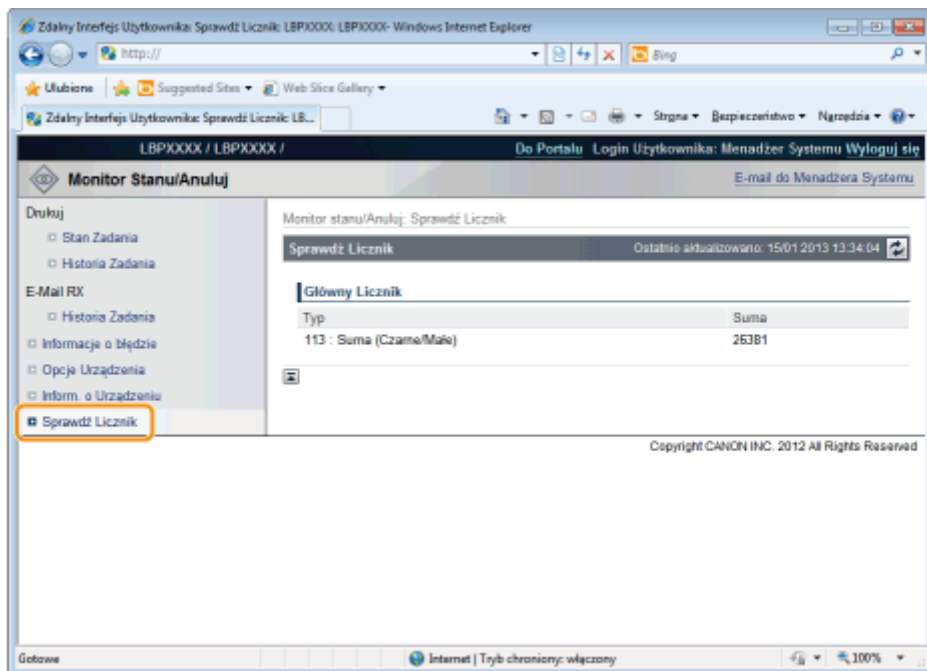 Zdalny Interfejs Użytkownika: Sprawdź Licznik: LBPXXXX: LBPXXXX- Windows Internet Explorer
http://
Bing
Ulubione Suggested Sites Web Slice Gallery
Zdalny Interfejs Użytkownika: Sprawdź Licznik: LB...
Strona Bezpieczeństwo Narzędzia
LBPXXXX / LBPXXXX /
Do Portalu Login Użytkownika: Menadżer Systemu Wyloguj się
Monitor Stanu/Anuluj
E-mail do Menadżera Systemu
Drukuj
Stan Zadania
Historia Zadania
E-Mail RX
Historia Zadania
Informacje o błędzie
Opcje Urządzenia
Inform. o Urządzeniu
Sprawdź Licznik
Monitor stanu/Anuluj: Sprawdź Licznik
Sprawdź Licznik
Ostatnio aktualizowano: 15/01 2013 13:34:04
Główny Licznik
Typ Suma
113 : Suma (Czarne/Małe) 26381
Copyright CANON INC. 2012 All Rights Reserved
Gotowe
Internet | Tryb chroniony: włączony
100%